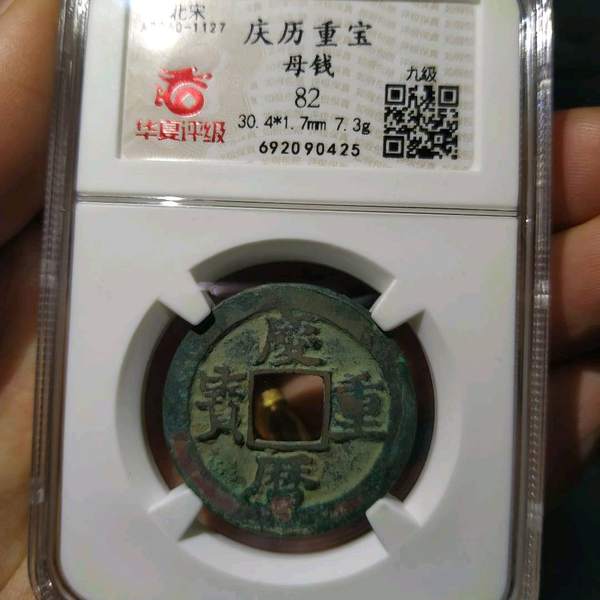 北宋
庆历重宝
母钱
九級
82
30.4*1.7mm 7.3g
692090425
华夏评级
慶
寶 重
曆